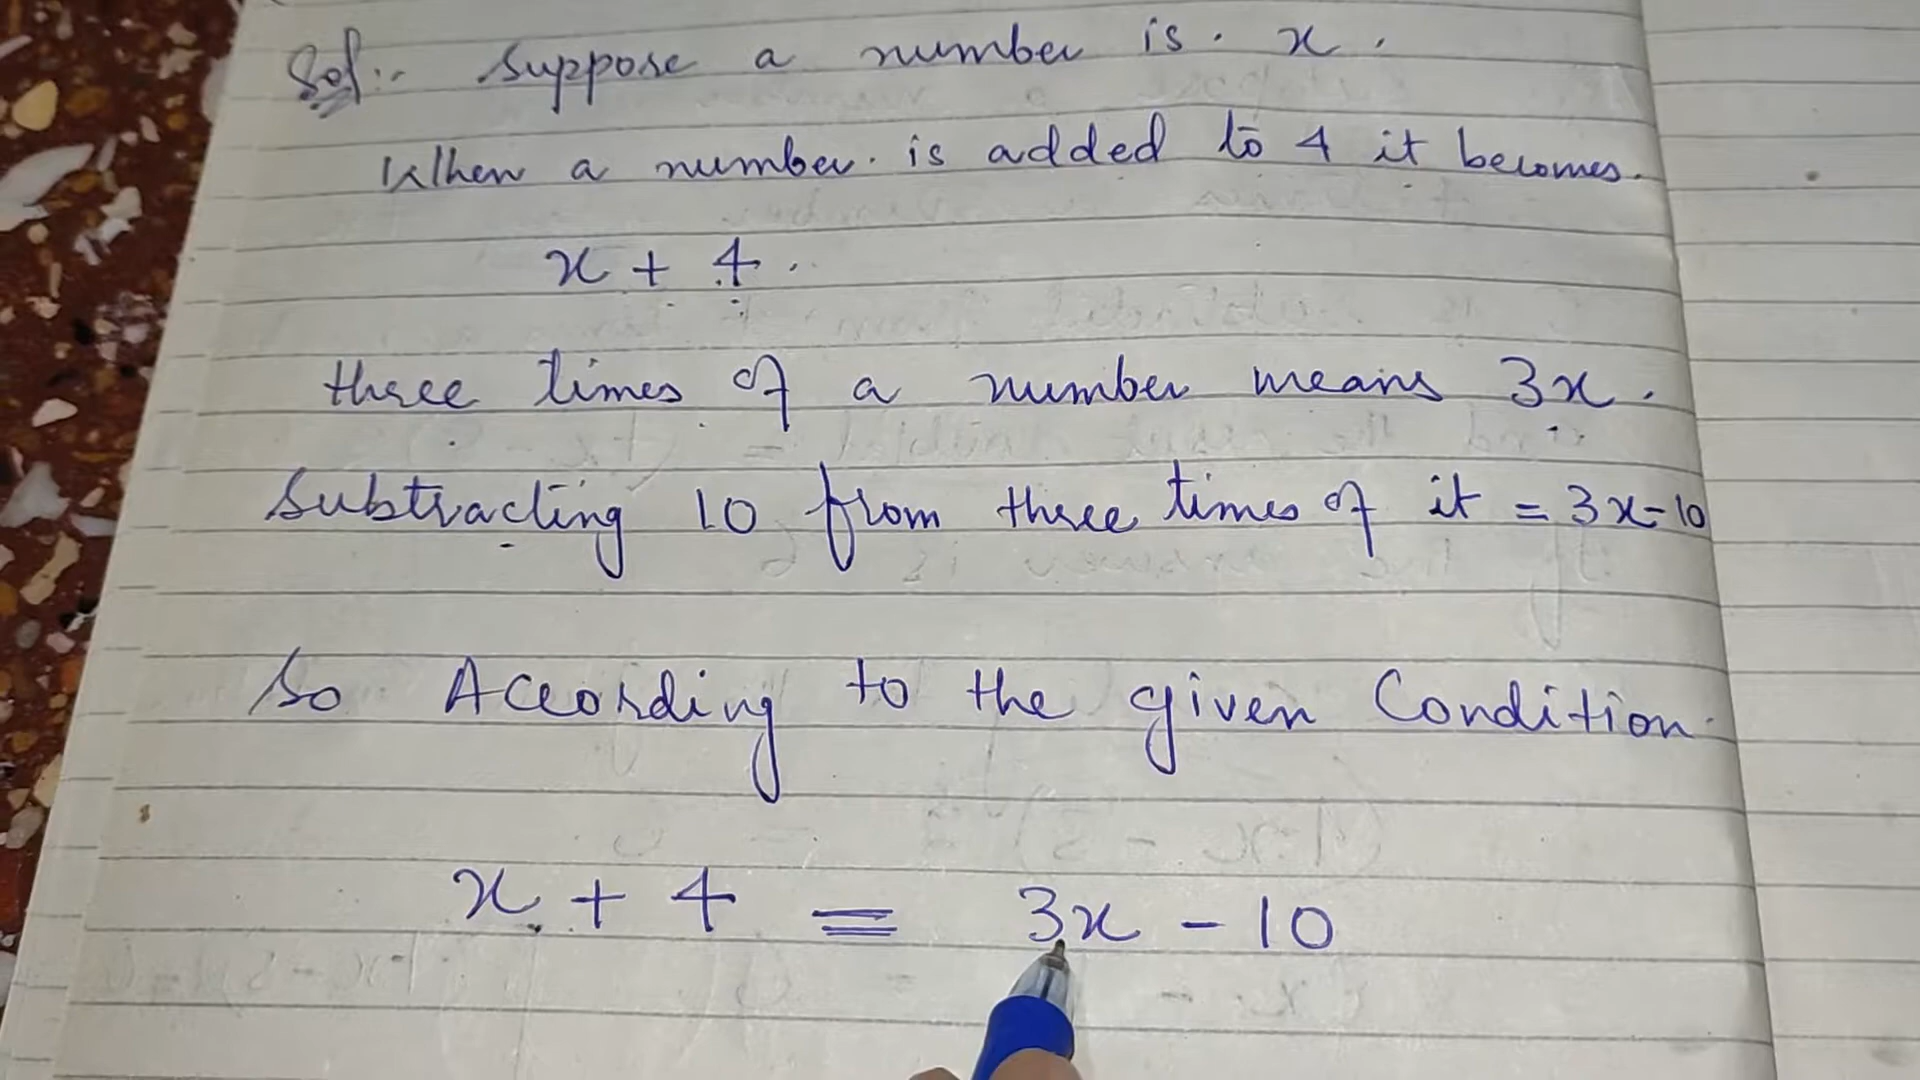 Sol:- Suppose a number is. x.
When a number. is added to 4 it becomes.
x + 4.
three times of a number means 3x.
Subtracting 10 from three times of it = 3x-10
So According to the given Condition.
x + 4 = 3x - 10